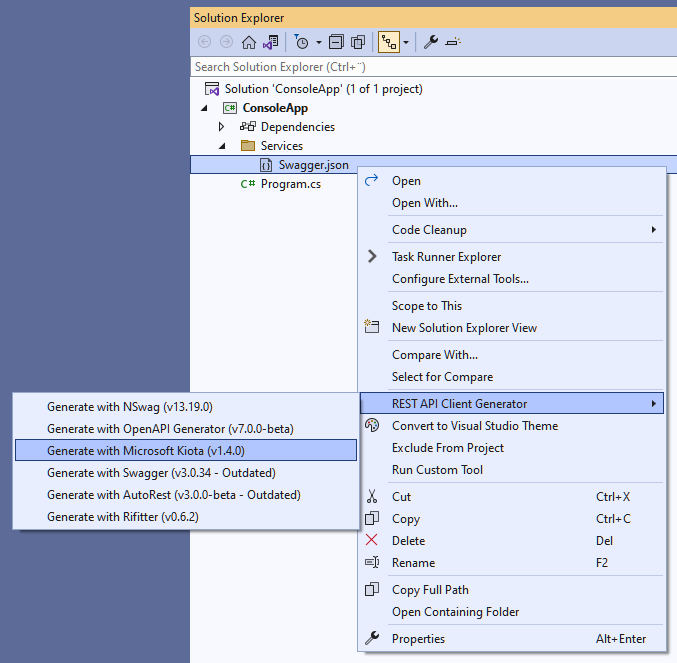 Solution Explorer
Search Solution Explorer (Ctrl+¨)
Solution 'ConsoleApp' (1 of 1 project)
C# ConsoleApp
Dependencies
Services
Swagger.json
C# Program.cs
Open
Open With...
Code Cleanup
Task Runner Explorer
Configure External Tools...
Scope to This
New Solution Explorer View
Compare With...
Select for Compare
REST API Client Generator
Convert to Visual Studio Theme
Exclude From Project
Run Custom Tool
Cut Ctrl+X
Copy Ctrl+C
Delete Del
Rename F2
Copy Full Path
Open Containing Folder
Properties Alt+Enter
Generate with NSwag (v13.19.0)
Generate with OpenAPI Generator (v7.0.0-beta)
Generate with Microsoft Kiota (v1.4.0)
Generate with Swagger (v3.0.34 - Outdated)
Generate with AutoRest (v3.0.0-beta - Outdated)
Generate with Rifitter (v0.6.2)